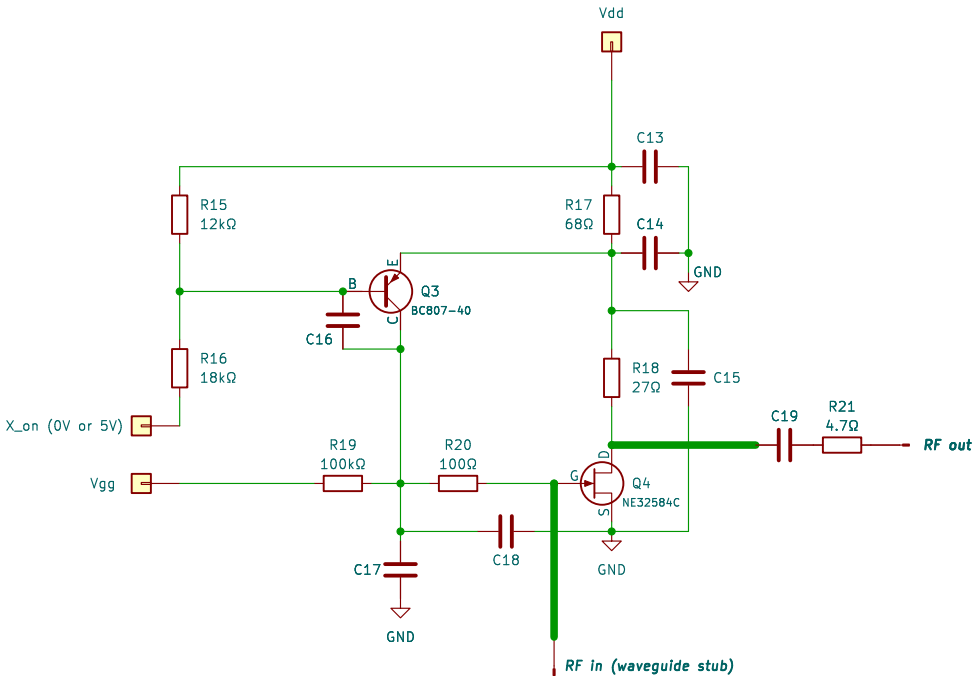 Vdd
C13
R15
12kΩ
R17
68Ω
C14
GND
E
B
Q3
BC807-40
C
C16
R16
18kΩ
R18
27Ω
C15
X_on (0V or 5V)
C19
R21
4.7Ω
RF out
R19
100kΩ
R20
100Ω
D
G
Q4
NE32584C
S
Vgg
C18
C17
GND
GND
RF in (waveguide stub)